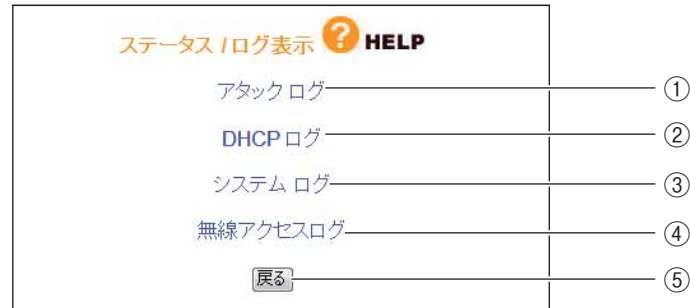 ステータス / ログ表示 ? HELP
アタック ログ ①
DHCP ログ ②
システム ログ ③
無線アクセスログ ④
戻る ⑤